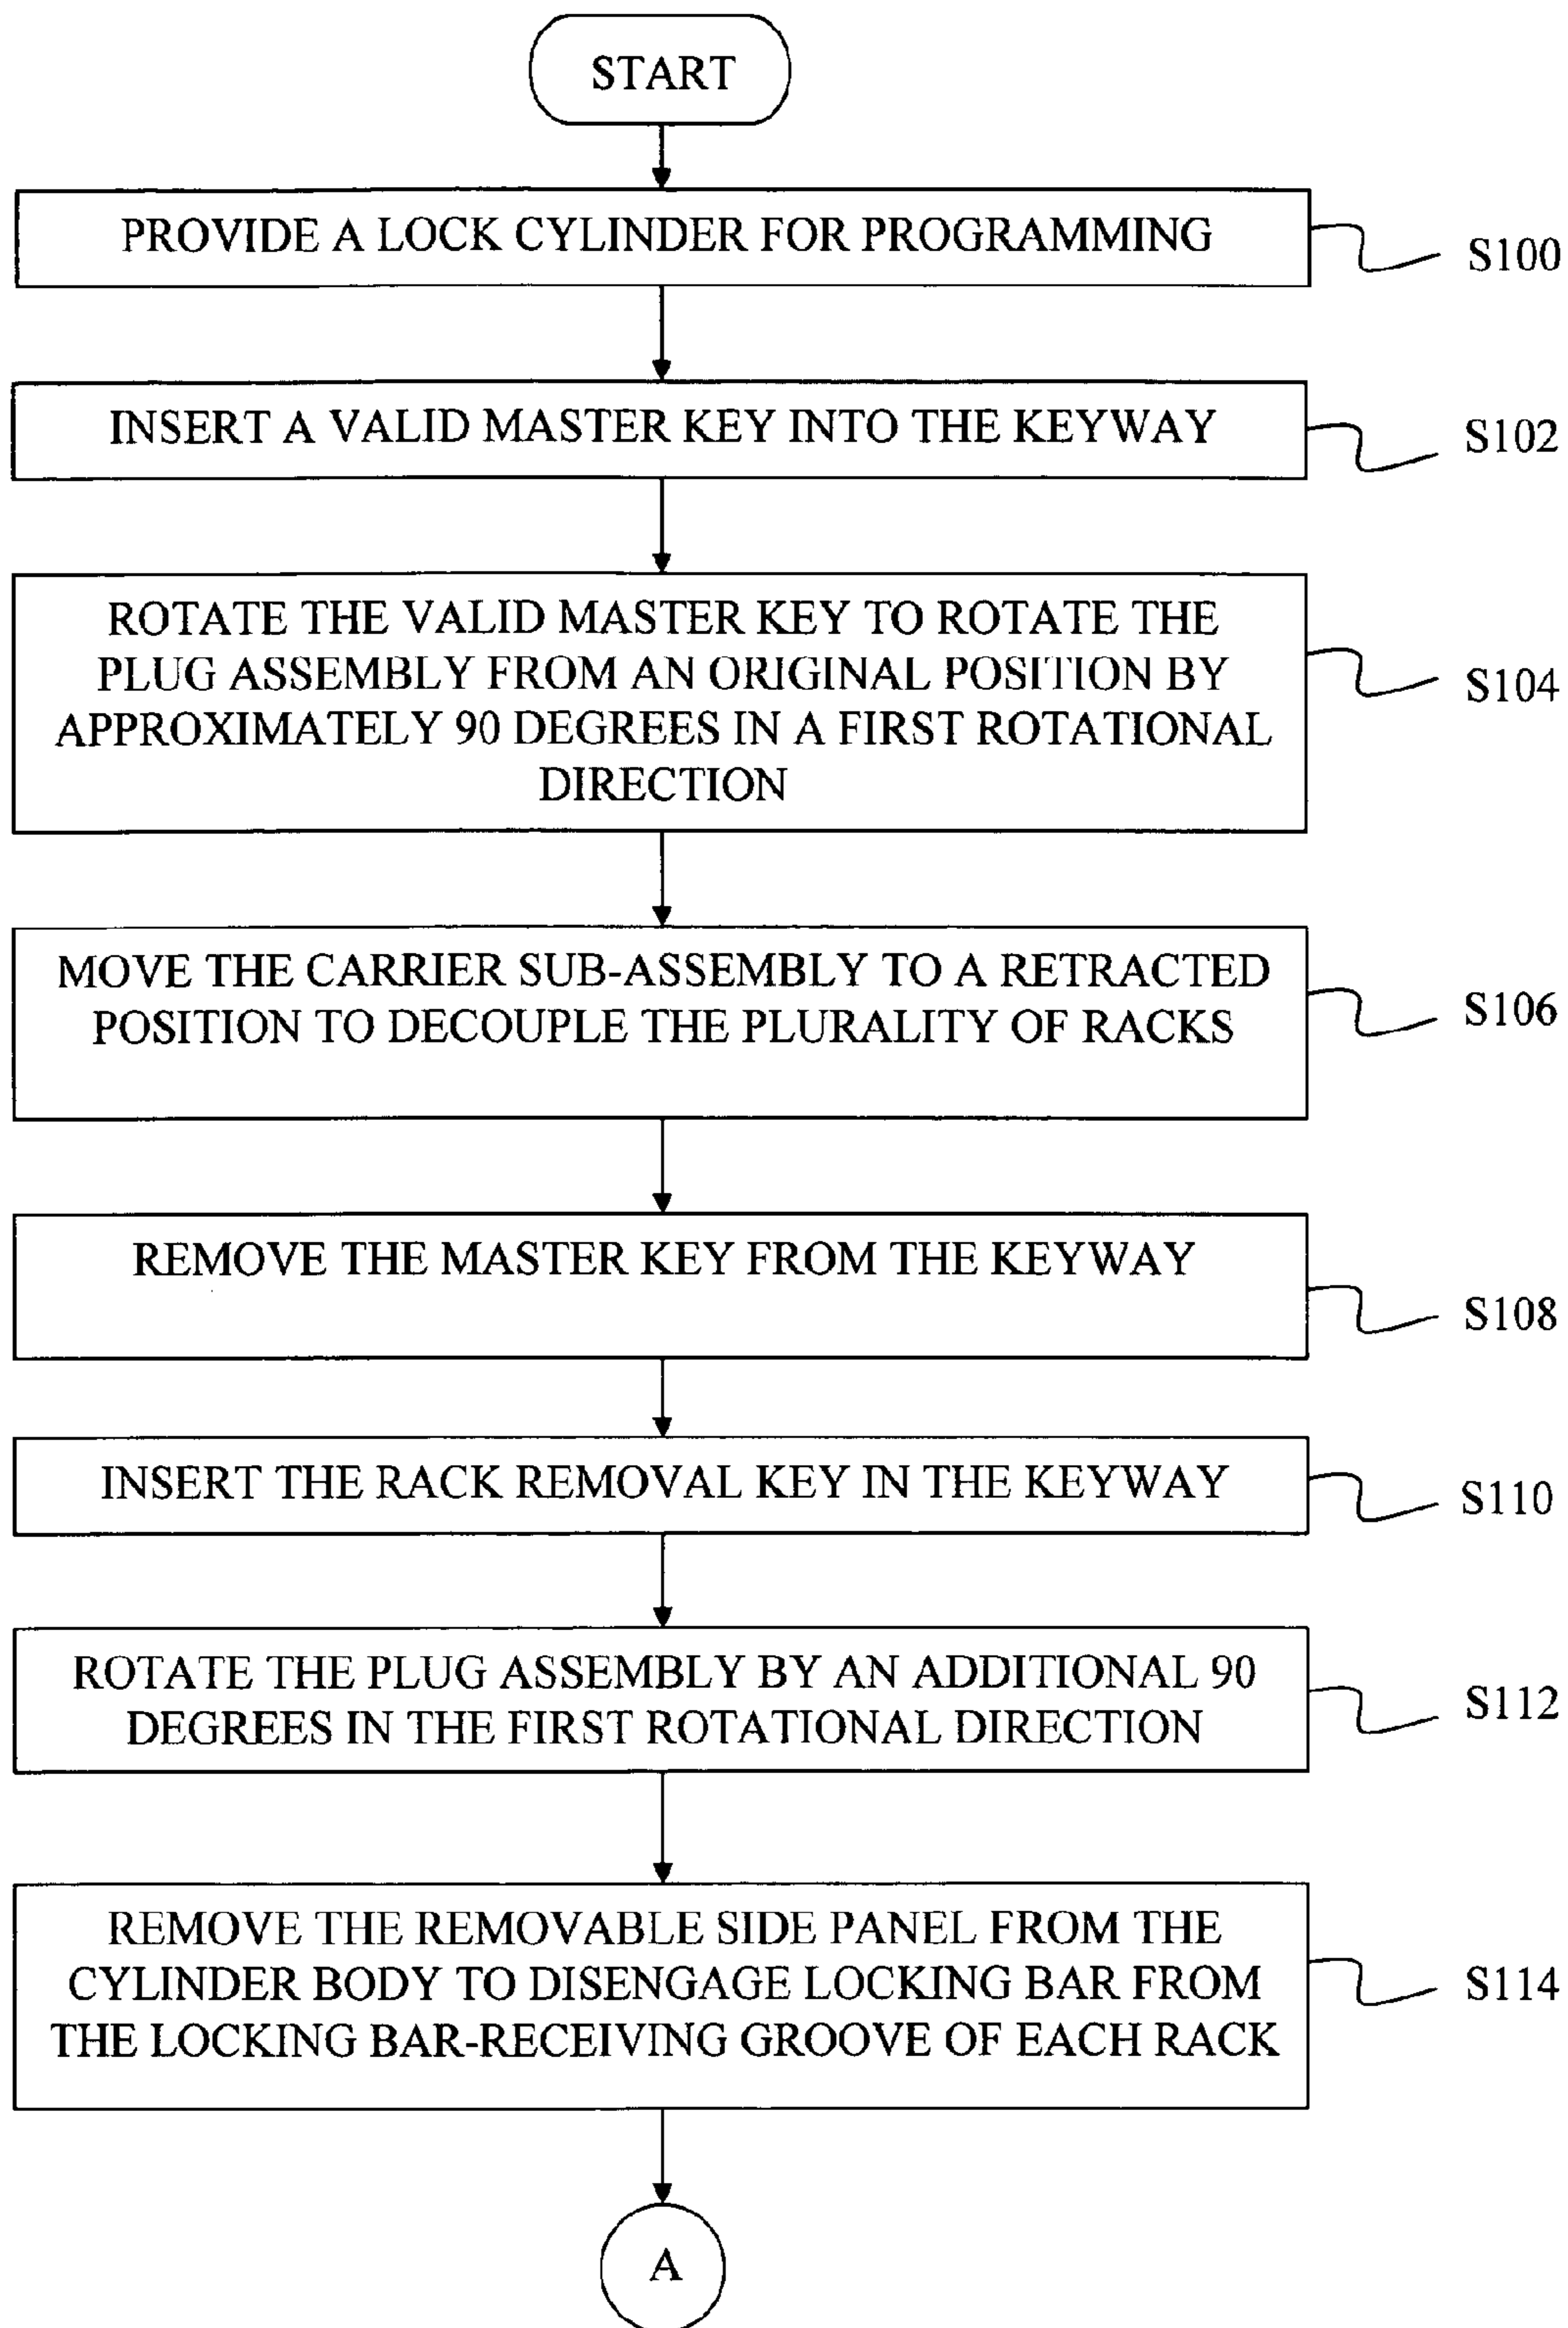 START
PROVIDE A LOCK CYLINDER FOR PROGRAMMING
S100
INSERT A VALID MASTER KEY INTO THE KEYWAY
S102
ROTATE THE VALID MASTER KEY TO ROTATE THE
PLUG ASSEMBLY FROM AN ORIGINAL POSITION BY
APPROXIMATELY 90 DEGREES IN A FIRST ROTATIONAL
DIRECTION
S104
MOVE THE CARRIER SUB-ASSEMBLY TO A RETRACTED
POSITION TO DECOUPLE THE PLURALITY OF RACKS
S106
REMOVE THE MASTER KEY FROM THE KEYWAY
S108
INSERT THE RACK REMOVAL KEY IN THE KEYWAY
S110
ROTATE THE PLUG ASSEMBLY BY AN ADDITIONAL 90
DEGREES IN THE FIRST ROTATIONAL DIRECTION
S112
REMOVE THE REMOVABLE SIDE PANEL FROM THE
CYLINDER BODY TO DISENGAGE LOCKING BAR FROM
THE LOCKING BAR-RECEIVING GROOVE OF EACH RACK
S114
A